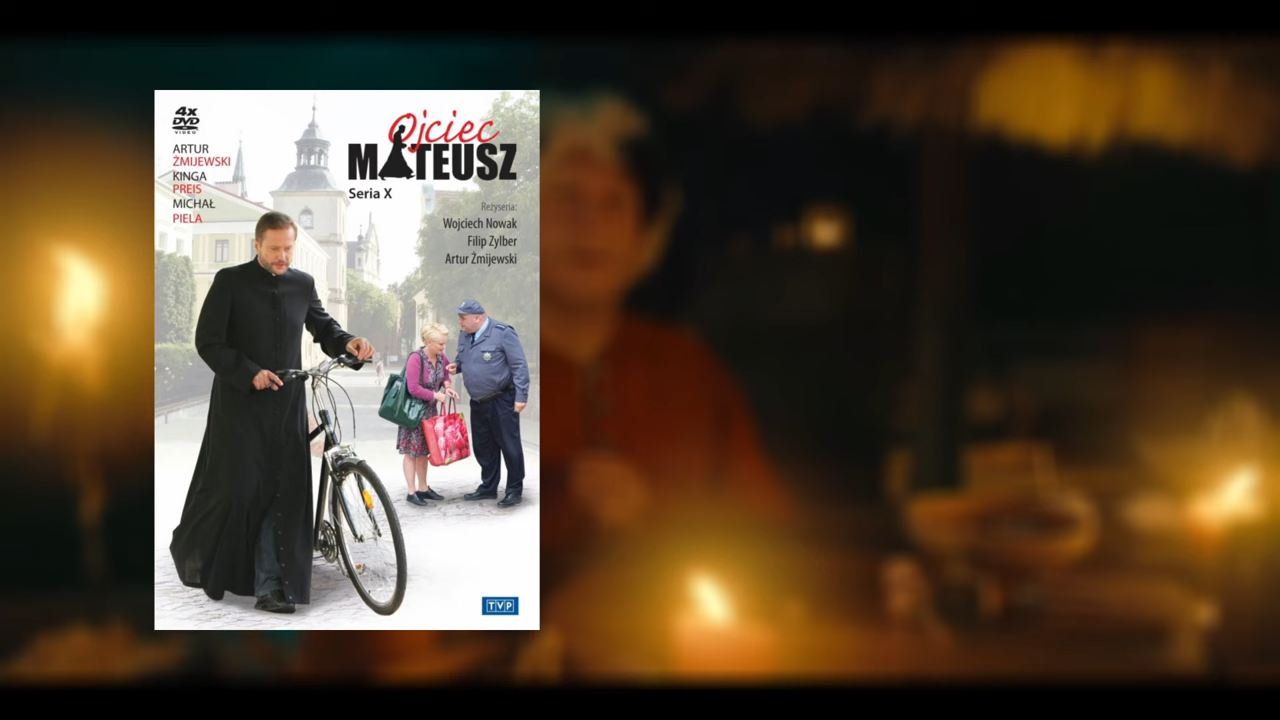 4x
DVD
VIDEO
ARTUR
ŻMIJEWSKI
KINGA
PREIS
MICHAŁ
PIELA
Ojciec
MATEUSZ
Seria X
Reżyseria:
Wojciech Nowak
Filip Zylber
Artur Żmijewski
TVP